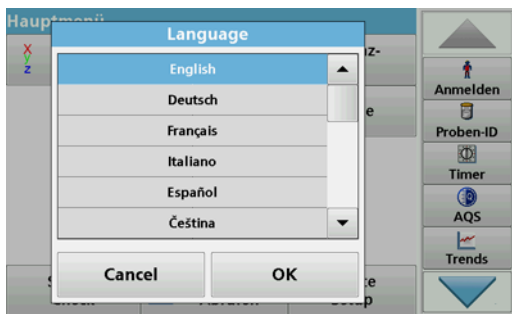 Hauptmenü
Language
x
y
z
English
Deutsch
Français
Italiano
Español
Čeština
Cancel
OK
Anmelden
Proben-ID
Timer
AQS
Trends